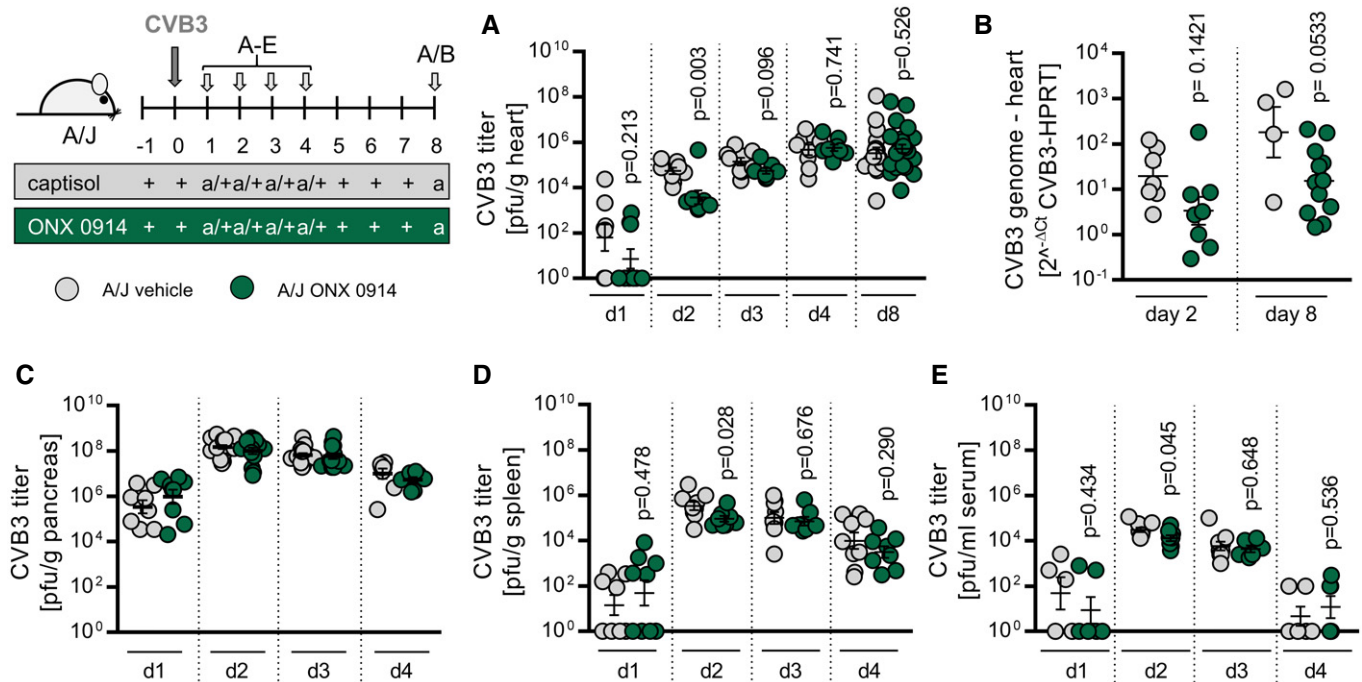 CVB3
A-E
A/B
A/J
-1 0 1 2 3 4 5 6 7 8
captisol + + a/+ a/+ a/+ a/+ + + + a
ONX 0914 + + a/+ a/+ a/+ a/+ + + + a
A/J vehicle A/J ONX 0914
A
CVB3 titer
[pfu/g heart]
10^10
10^8
10^6
10^4
10^2
10^0
p=0.213
p=0.003
p=0.096
p=0.741
p=0.526
d1 d2 d3 d4 d8
B
CVB3 genome - heart
[2^-ΔCt CVB3-HPRT]
10^4
10^3
10^2
10^1
10^0
10^-1
p= 0.1421
p= 0.0533
day 2 day 8
C
CVB3 titer
[pfu/g pancreas]
10^10
10^8
10^6
10^4
10^2
10^0
d1 d2 d3 d4
D
CVB3 titer
[pfu/g spleen]
10^10
10^8
10^6
10^4
10^2
10^0
p=0.478
p=0.028
p=0.676
p=0.290
d1 d2 d3 d4
E
CVB3 titer
[pfu/ml serum]
10^10
10^8
10^6
10^4
10^2
10^0
p=0.434
p=0.045
p=0.648
p=0.536
d1 d2 d3 d4